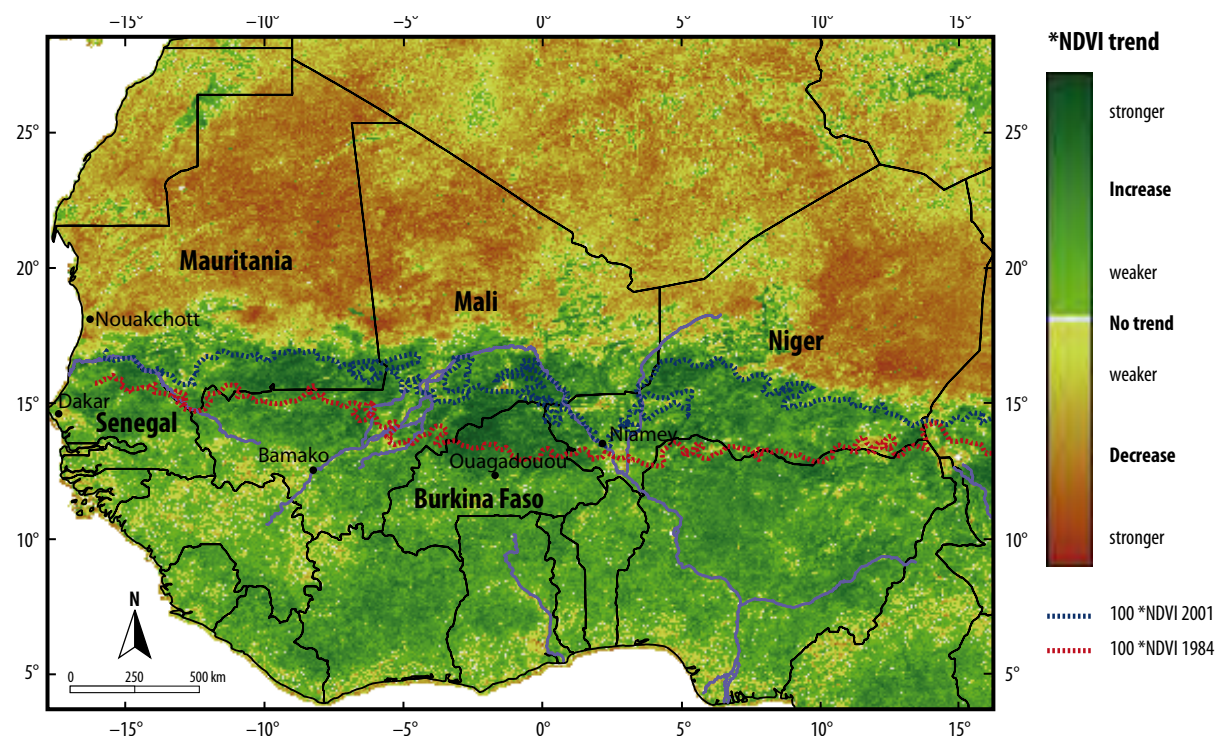 −15° −10° −5° 0° 5° 10° 15°
*NDVI trend
stronger
25° 25°
Increase
Mauritania
20° 20°
weaker
Mali
Nouakchott
No trend
Niger
weaker
15° 15°
Dakar
Senegal
Niamey
Bamako
Decrease
Ouagadouou
Burkina Faso
stronger
10° 10°
N
100 *NDVI 2001
100 *NDVI 1984
5° 5°
0 250 500 km
−15° −10° −5° 0° 5° 10° 15°